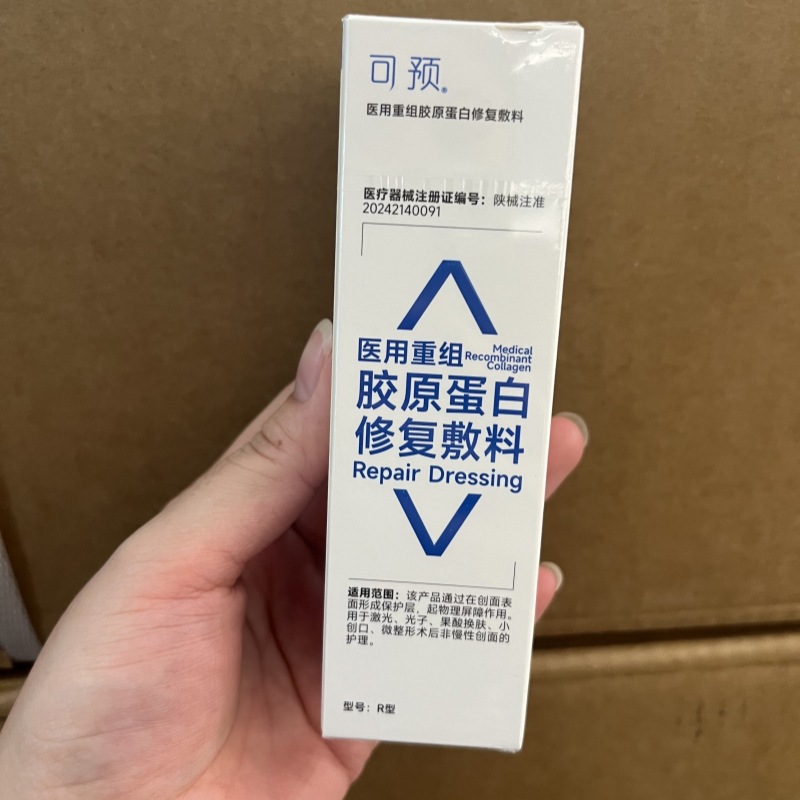 可预®
医用重组胶原蛋白修复敷料
医疗器械注册证编号：陕械注准
20242140091
医用重组
Medical
Recombinant
Collagen
胶原蛋白
修复敷料
Repair Dressing
适用范围：该产品通过在创面表
面形成保护层，起物理屏障作用。
用于激光、光子、果酸换肤、小
创口、微整形术后非慢性创面的
护理。
型号：R型